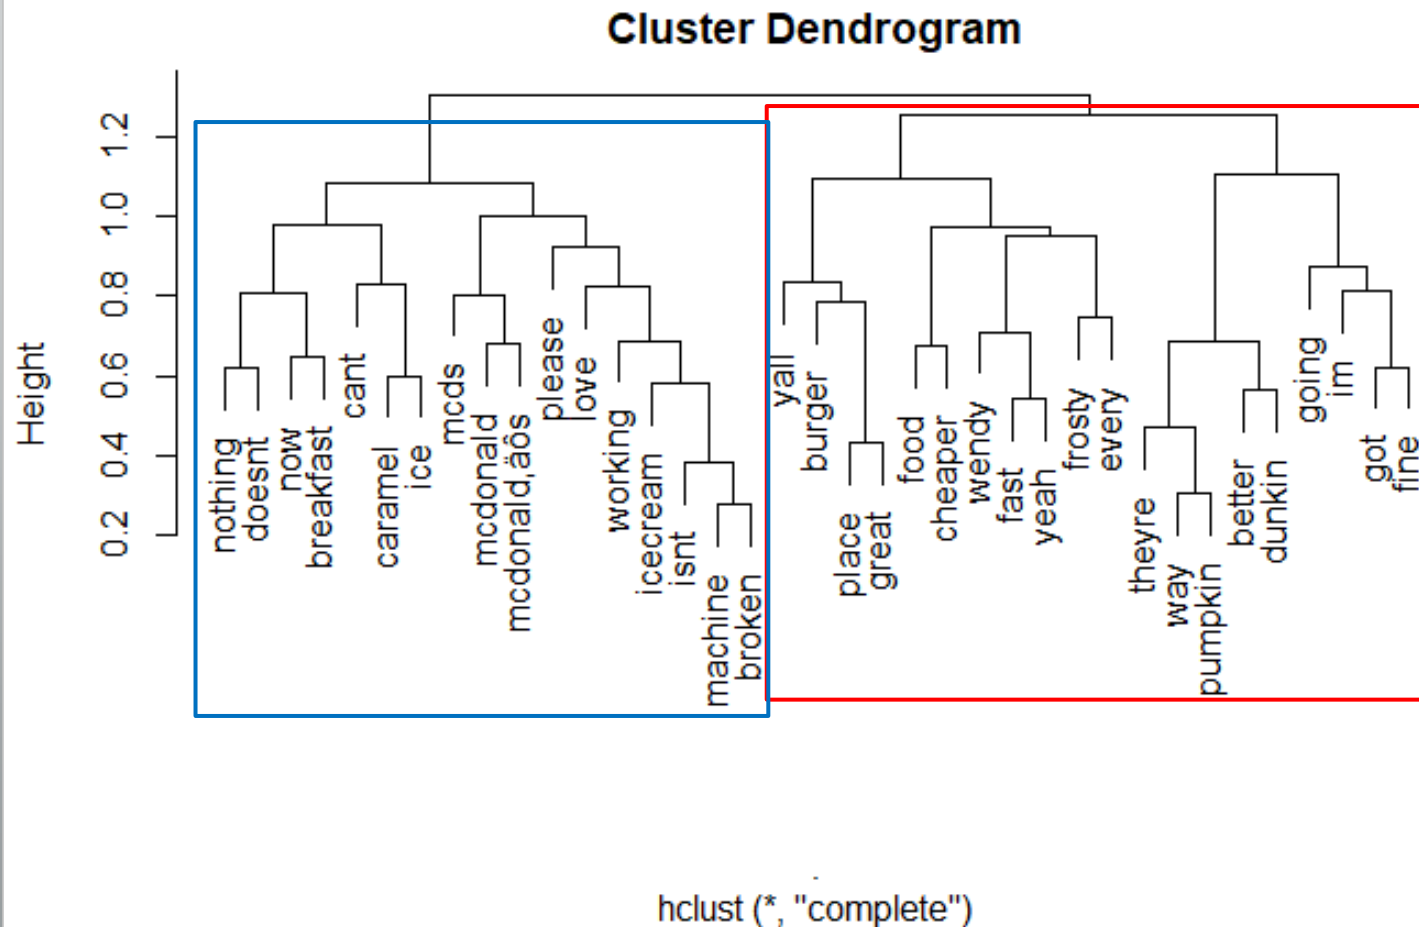 Cluster Dendrogram
Height
1.2
1.0
0.8
0.6
0.4
0.2
nothing
doesnt
now
breakfast
cant
caramel
ice
mcds
mcdonald
mcdonald‚äôs
please
love
working
icecream
isnt
machine
broken
yall
burger
place
great
food
cheaper
wendy
fast
yeah
frosty
every
theyre
way
pumpkin
better
dunkin
going
im
got
fine
hclust (*, "complete")